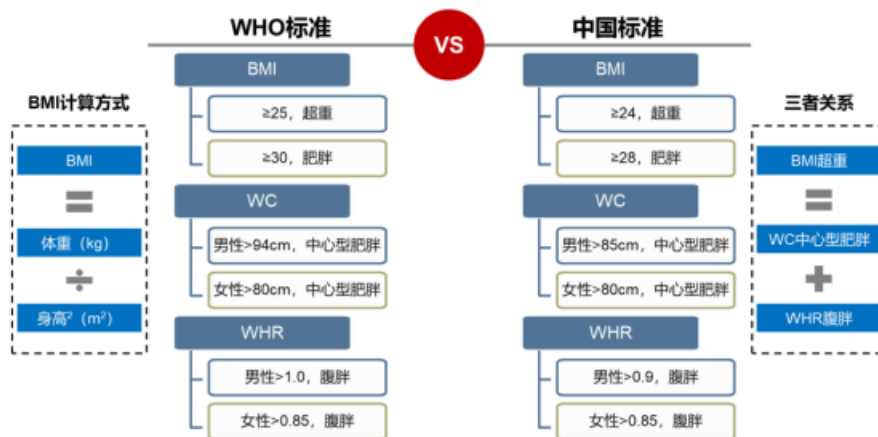 WHO标准
VS
中国标准
BMI计算方式
BMI
=
体重（kg）
÷
身高²（m²）
BMI
≥25，超重
≥30，肥胖
WC
男性>94cm，中心型肥胖
女性>80cm，中心型肥胖
WHR
男性>1.0，腹胖
女性>0.85，腹胖
BMI
≥24，超重
≥28，肥胖
WC
男性>85cm，中心型肥胖
女性>80cm，中心型肥胖
WHR
男性>0.9，腹胖
女性>0.85，腹胖
三者关系
BMI超重
=
WC中心型肥胖
+
WHR腹胖